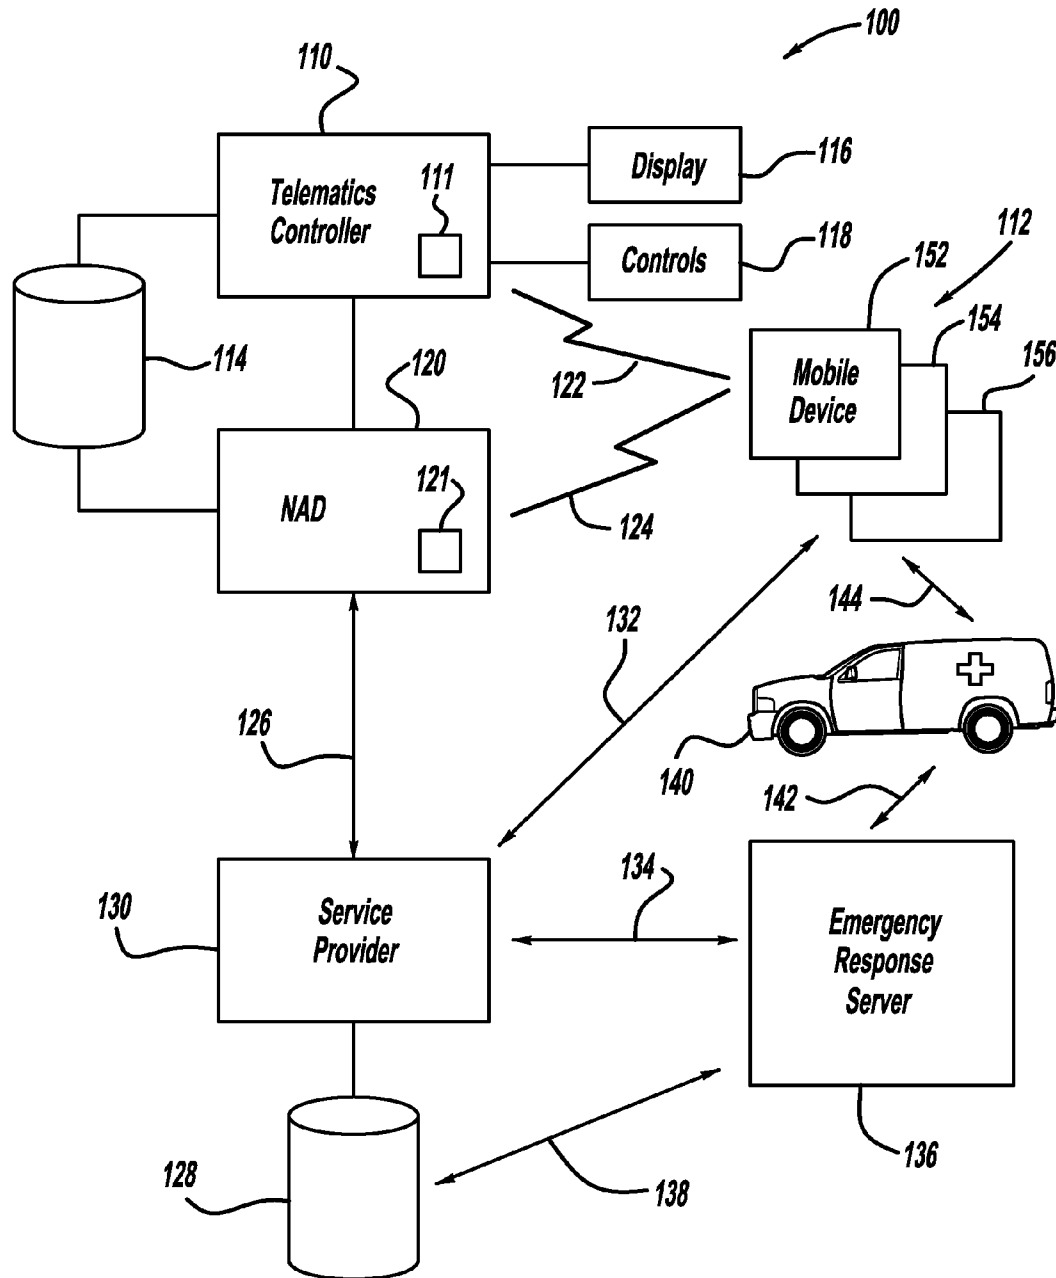 100
110
111
Telematics
Controller
Display
116
Controls
118
112
152
154
156
114
120
122
Mobile
Device
121
NAD
124
144
132
126
140
142
134
130
Service
Provider
Emergency
Response
Server
128
138
136